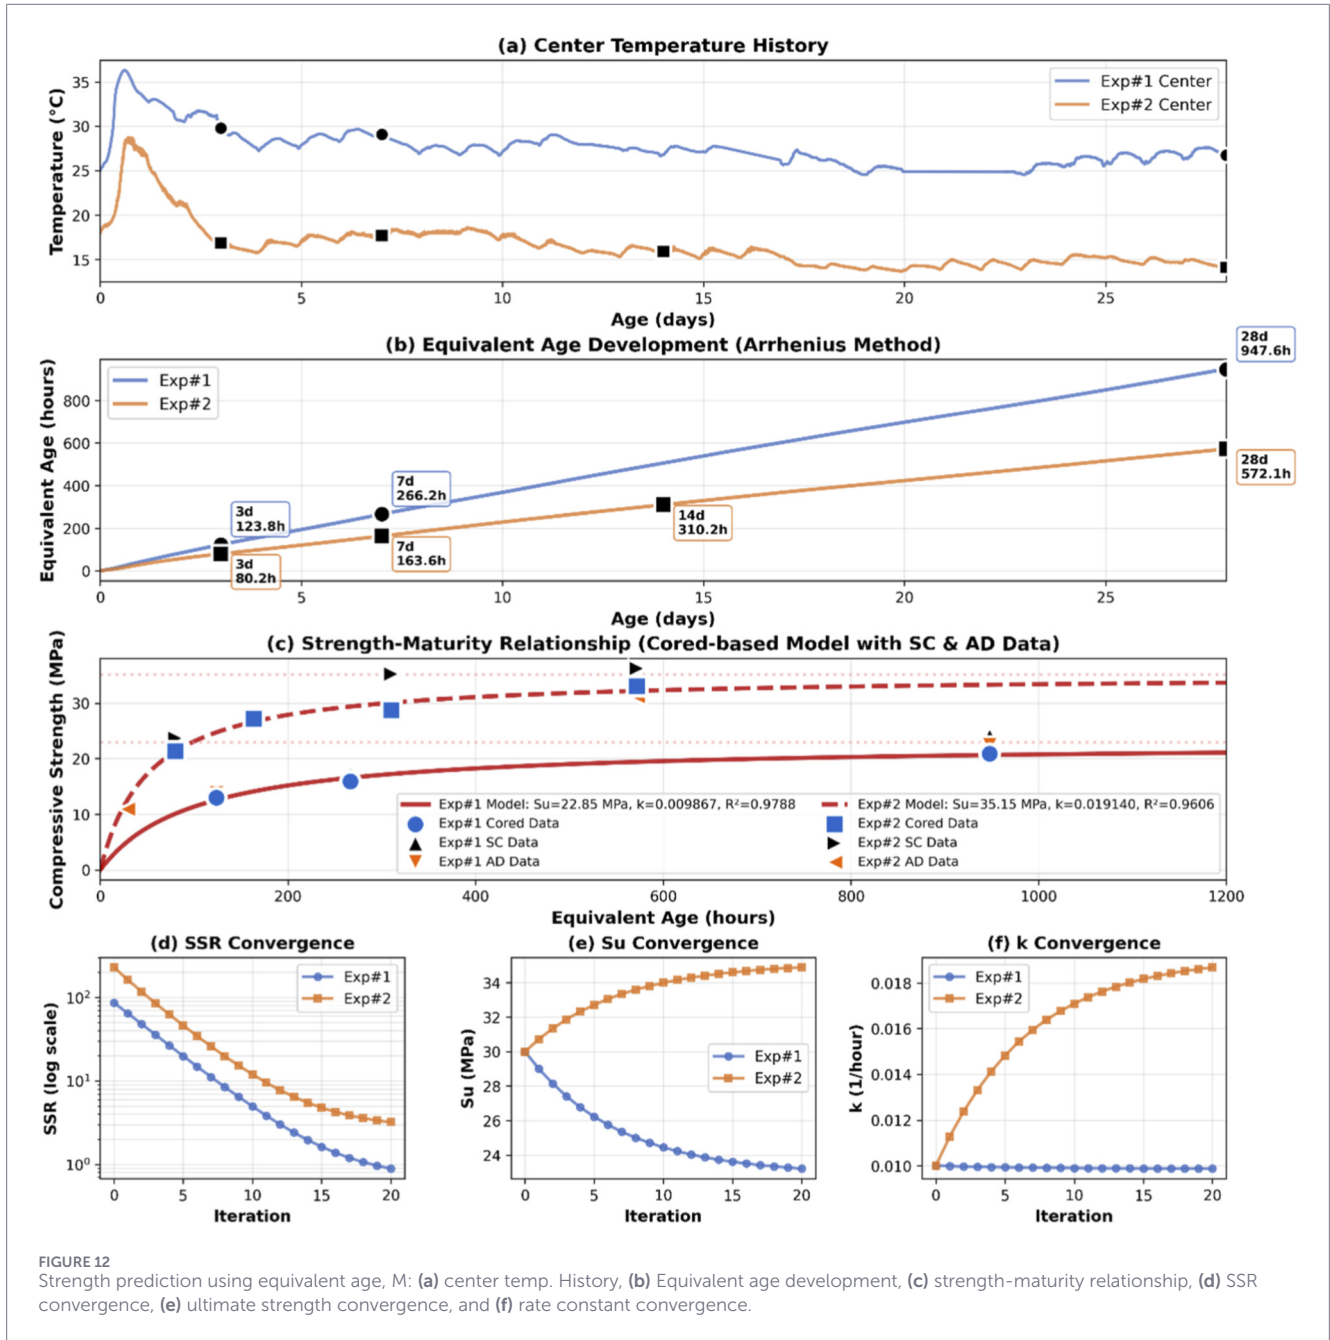 (a) Center Temperature History
Temperature (°C)
35
30
25
20
15
Exp#1 Center
Exp#2 Center
0 5 10 15 20 25
Age (days)
(b) Equivalent Age Development (Arrhenius Method)
Equivalent Age (hours)
800
600
400
200
0
Exp#1
Exp#2
3d
123.8h
7d
266.2h
28d
947.6h
3d
80.2h
7d
163.6h
14d
310.2h
28d
572.1h
0 5 10 15 20 25
Age (days)
(c) Strength-Maturity Relationship (Cored-based Model with SC & AD Data)
Compressive Strength (MPa)
30
20
10
0
Exp#1 Model: Su=22.85 MPa, k=0.009867, R²=0.9788
Exp#1 Cored Data
Exp#1 SC Data
Exp#1 AD Data
Exp#2 Model: Su=35.15 MPa, k=0.019140, R²=0.9606
Exp#2 Cored Data
Exp#2 SC Data
Exp#2 AD Data
0 200 400 600 800 1000 1200
Equivalent Age (hours)
(d) SSR Convergence
SSR (log scale)
10²
10¹
10⁰
Exp#1
Exp#2
0 5 10 15 20
Iteration
(e) Su Convergence
Su (MPa)
34
32
30
28
26
24
Exp#1
Exp#2
0 5 10 15 20
Iteration
(f) k Convergence
k (1/hour)
0.018
0.016
0.014
0.012
0.010
Exp#1
Exp#2
0 5 10 15 20
Iteration
FIGURE 12
Strength prediction using equivalent age, M: (a) center temp. History, (b) Equivalent age development, (c) strength-maturity relationship, (d) SSR
convergence, (e) ultimate strength convergence, and (f) rate constant convergence.